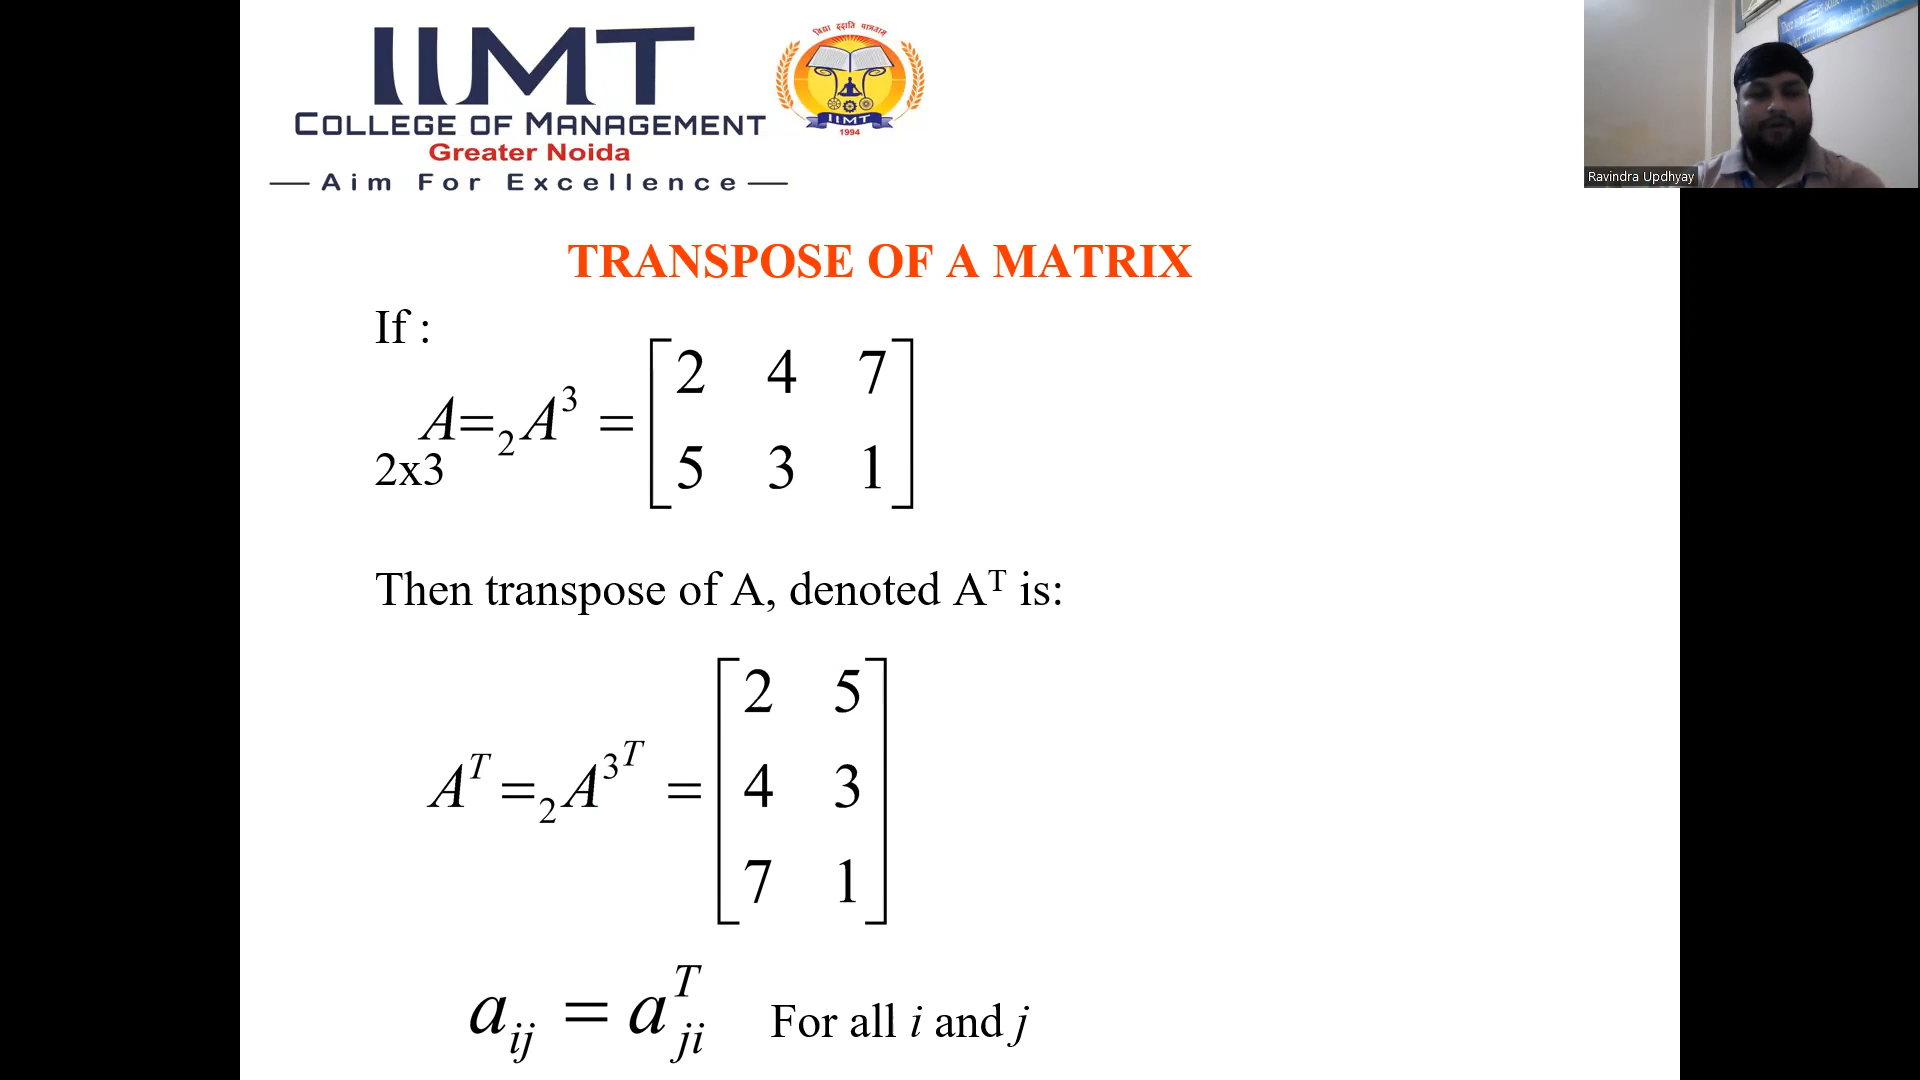 IIMT
COLLEGE OF MANAGEMENT
Greater Noida
Aim For Excellence
विद्या ददाति पात्रताम्
IIMT
1994
Ravindra Updhyay
TRANSPOSE OF A MATRIX
If :
A=₂A³ = [2 4 7
5 3 1]
2x3
Then transpose of A, denoted Aᵀ is:
Aᵀ=₂A³ᵀ = [2 5
4 3
7 1]
aᵢⱼ = aᵀⱼᵢ For all i and j